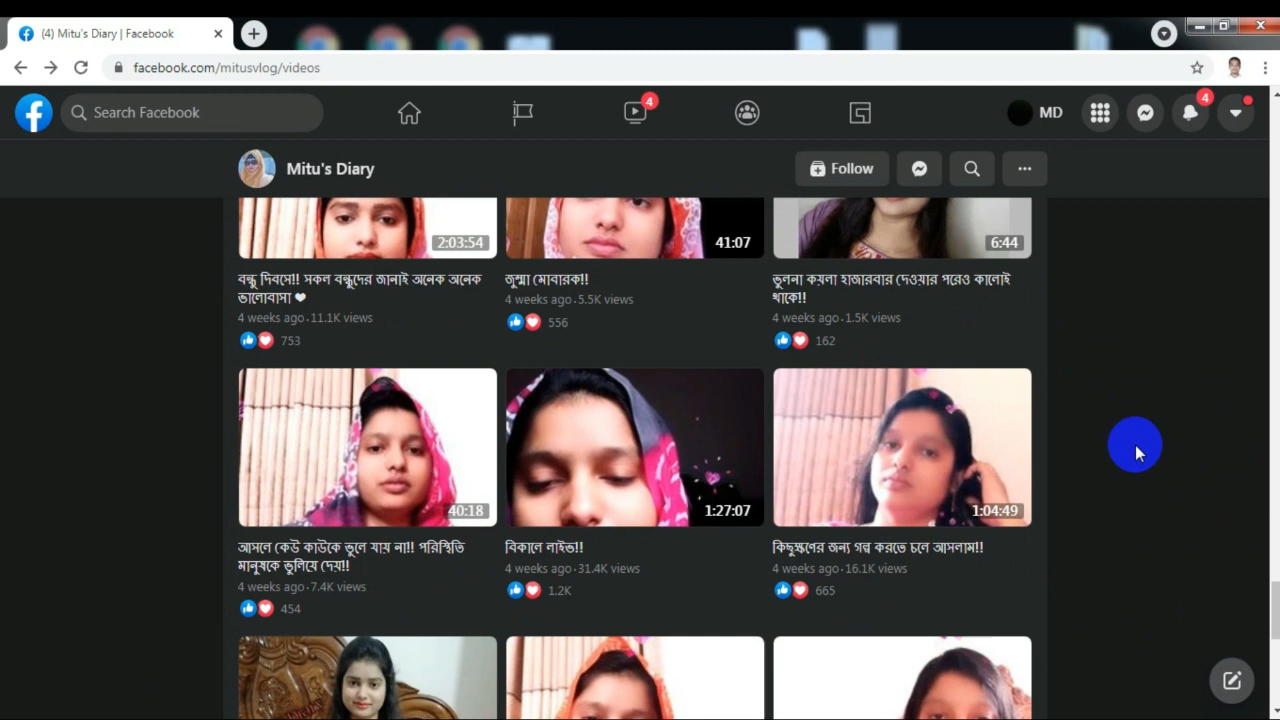 (4) Mitu's Diary | Facebook
facebook.com/mitusvlog/videos
Search Facebook
4
MD
4
Mitu's Diary
Follow
2:03:54
41:07
6:44
বন্ধু দিবসে!! সকল বন্ধুদের জানাই অনেক অনেক
ভালোবাসা ❤
4 weeks ago · 11.1K views
753
জুম্মা মোবারক!!
4 weeks ago · 5.5K views
556
তুলনা কয়লা হাজারবার দেওয়ার পরেও কালোই
থাকে!!
4 weeks ago · 1.5K views
162
40:18
1:27:07
1:04:49
আসলে কেউ কাউকে ভুলে যায় না!! পরিস্থিতি
মানুষকে ভুলিয়ে দেয়!!
4 weeks ago · 7.4K views
454
বিকালে লাইভ!!
4 weeks ago · 31.4K views
1.2K
কিছুক্ষণের জন্য গল্প করতে চলে আসলাম!!
4 weeks ago · 16.1K views
665